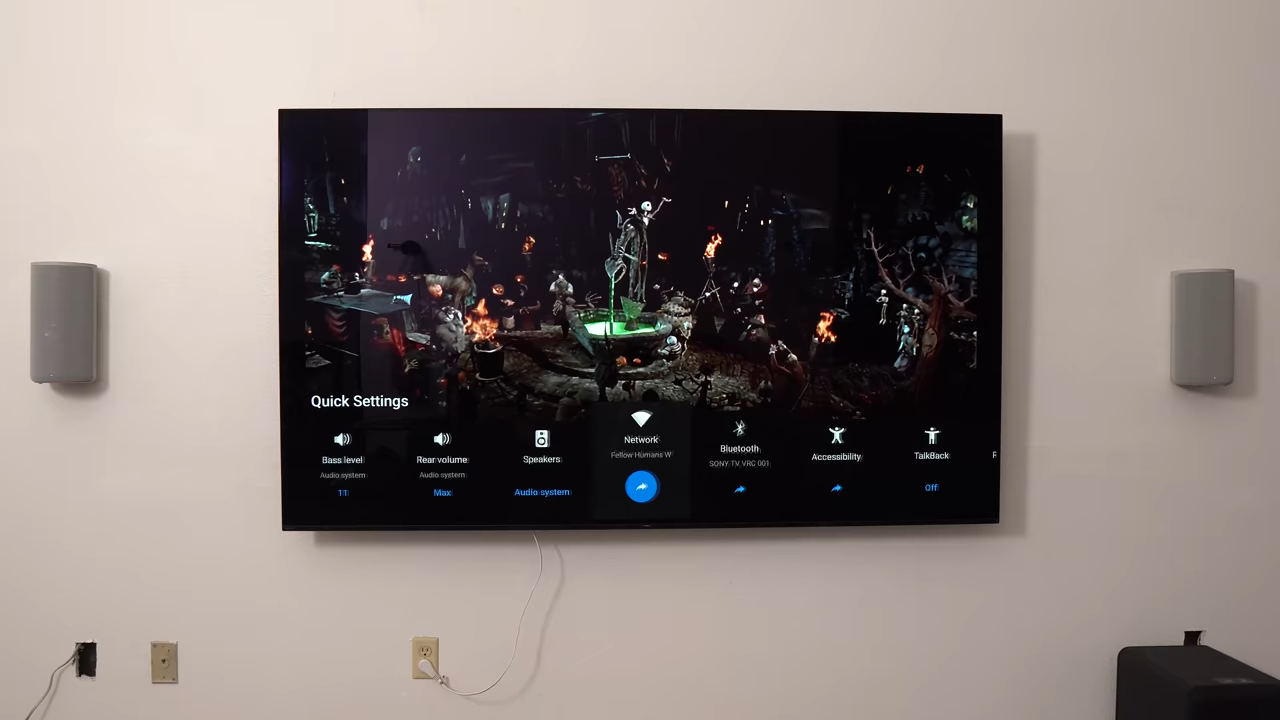 Quick Settings
Bass level
Audio system
11
Rear volume
Audio system
Max
Speakers
Audio system
Network
Fellow Humans W
Bluetooth
SONY TV VRC 001
Accessibility
TalkBack
Off